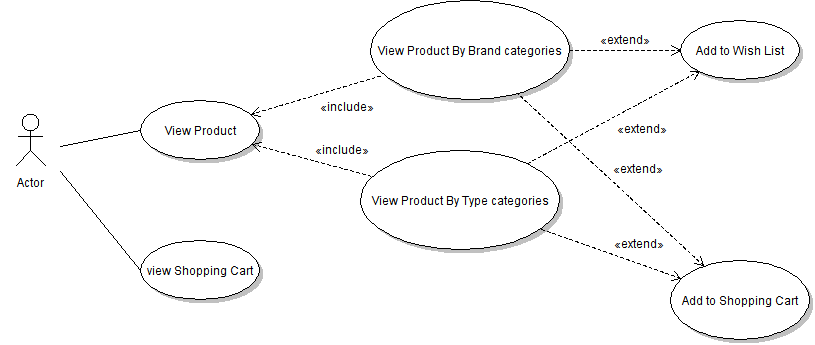 View Product By Brand categories
«extend»
Add to Wish List
«include»
View Product
«extend»
«include»
«extend»
Actor
View Product By Type categories
«extend»
view Shopping Cart
Add to Shopping Cart